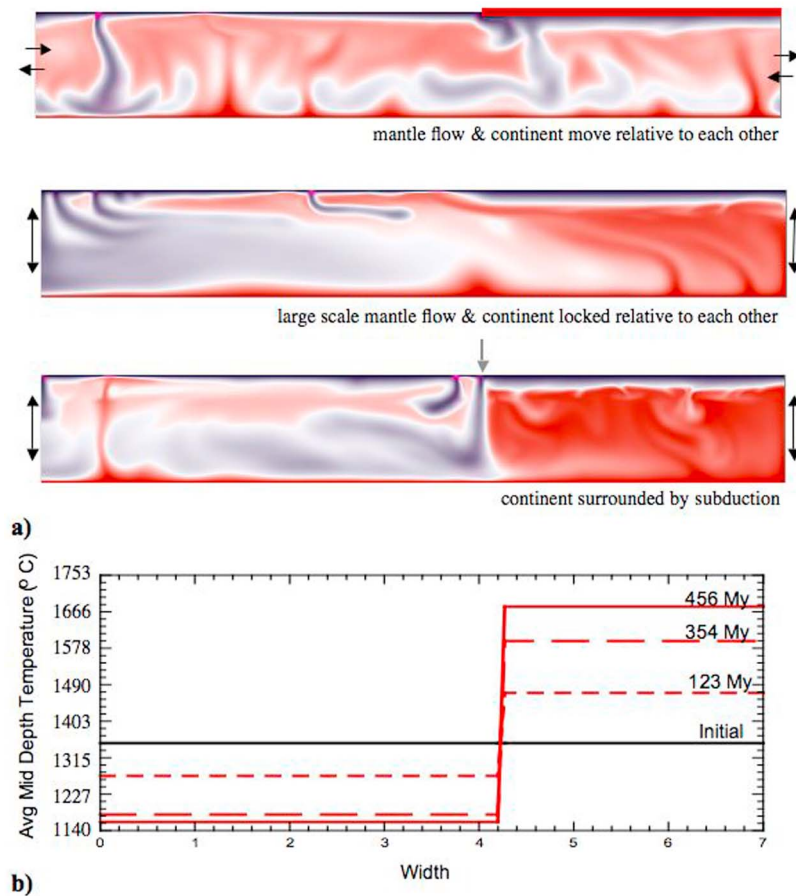 mantle flow & continent move relative to each other
large scale mantle flow & continent locked relative to each other
continent surrounded by subduction
a)
Avg Mid Depth Temperature (º C)
1753
1666
1578
1490
1403
1315
1227
1140
456 My
354 My
123 My
Initial
0 1 2 3 4 5 6 7
Width
b)